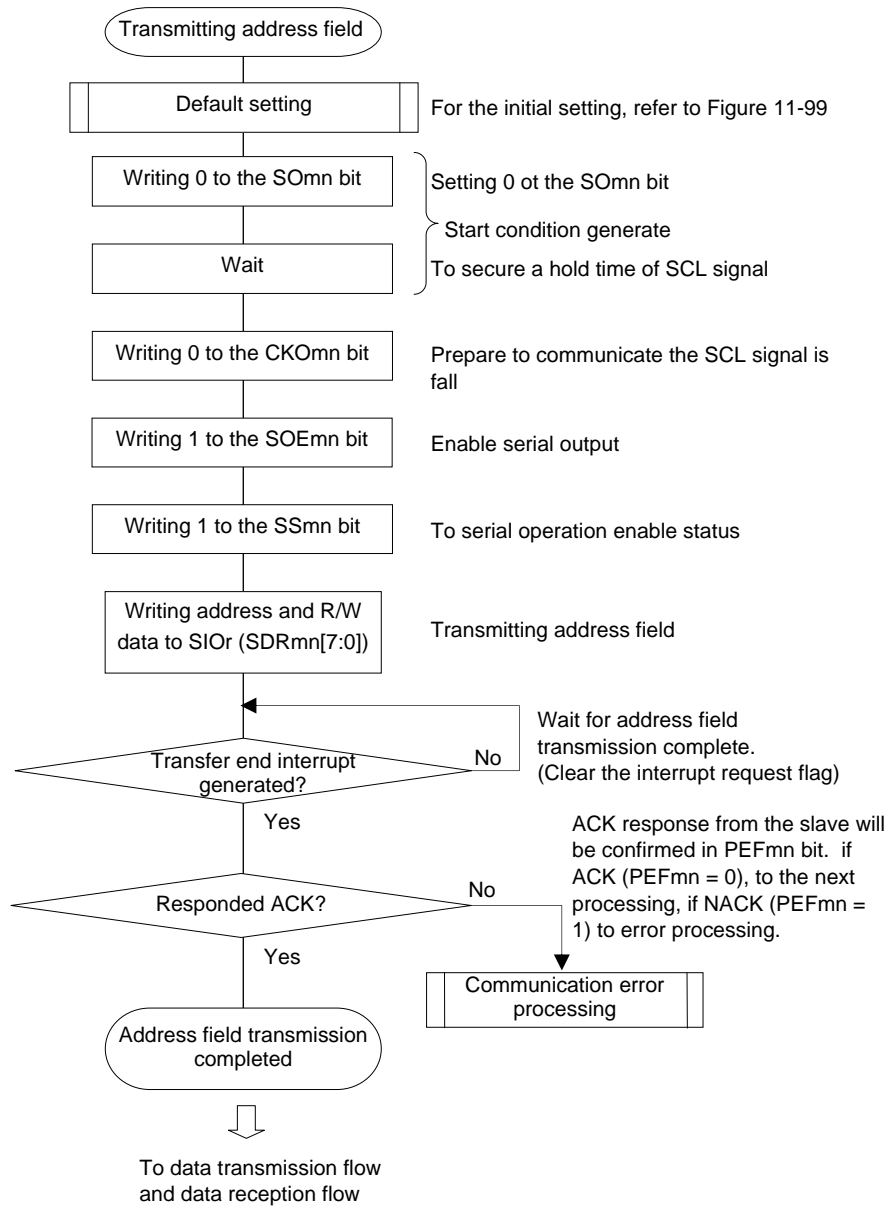 Transmitting address field
Default setting
For the initial setting, refer to Figure 11-99
Writing 0 to the SOmn bit
Setting 0 ot the SOmn bit
Start condition generate
Wait
To secure a hold time of SCL signal
Writing 0 to the CKOmn bit
Prepare to communicate the SCL signal is
fall
Writing 1 to the SOEmn bit
Enable serial output
Writing 1 to the SSmn bit
To serial operation enable status
Writing address and R/W
data to SIOr (SDRmn[7:0])
Transmitting address field
Wait for address field
transmission complete.
(Clear the interrupt request flag)
Transfer end interrupt
generated?
No
Yes
ACK response from the slave will
be confirmed in PEFmn bit.  if
ACK (PEFmn = 0), to the next
processing, if NACK (PEFmn =
1) to error processing.
Responded ACK?
No
Yes
Communication error
processing
Address field transmission
completed
To data transmission flow
and data reception flow